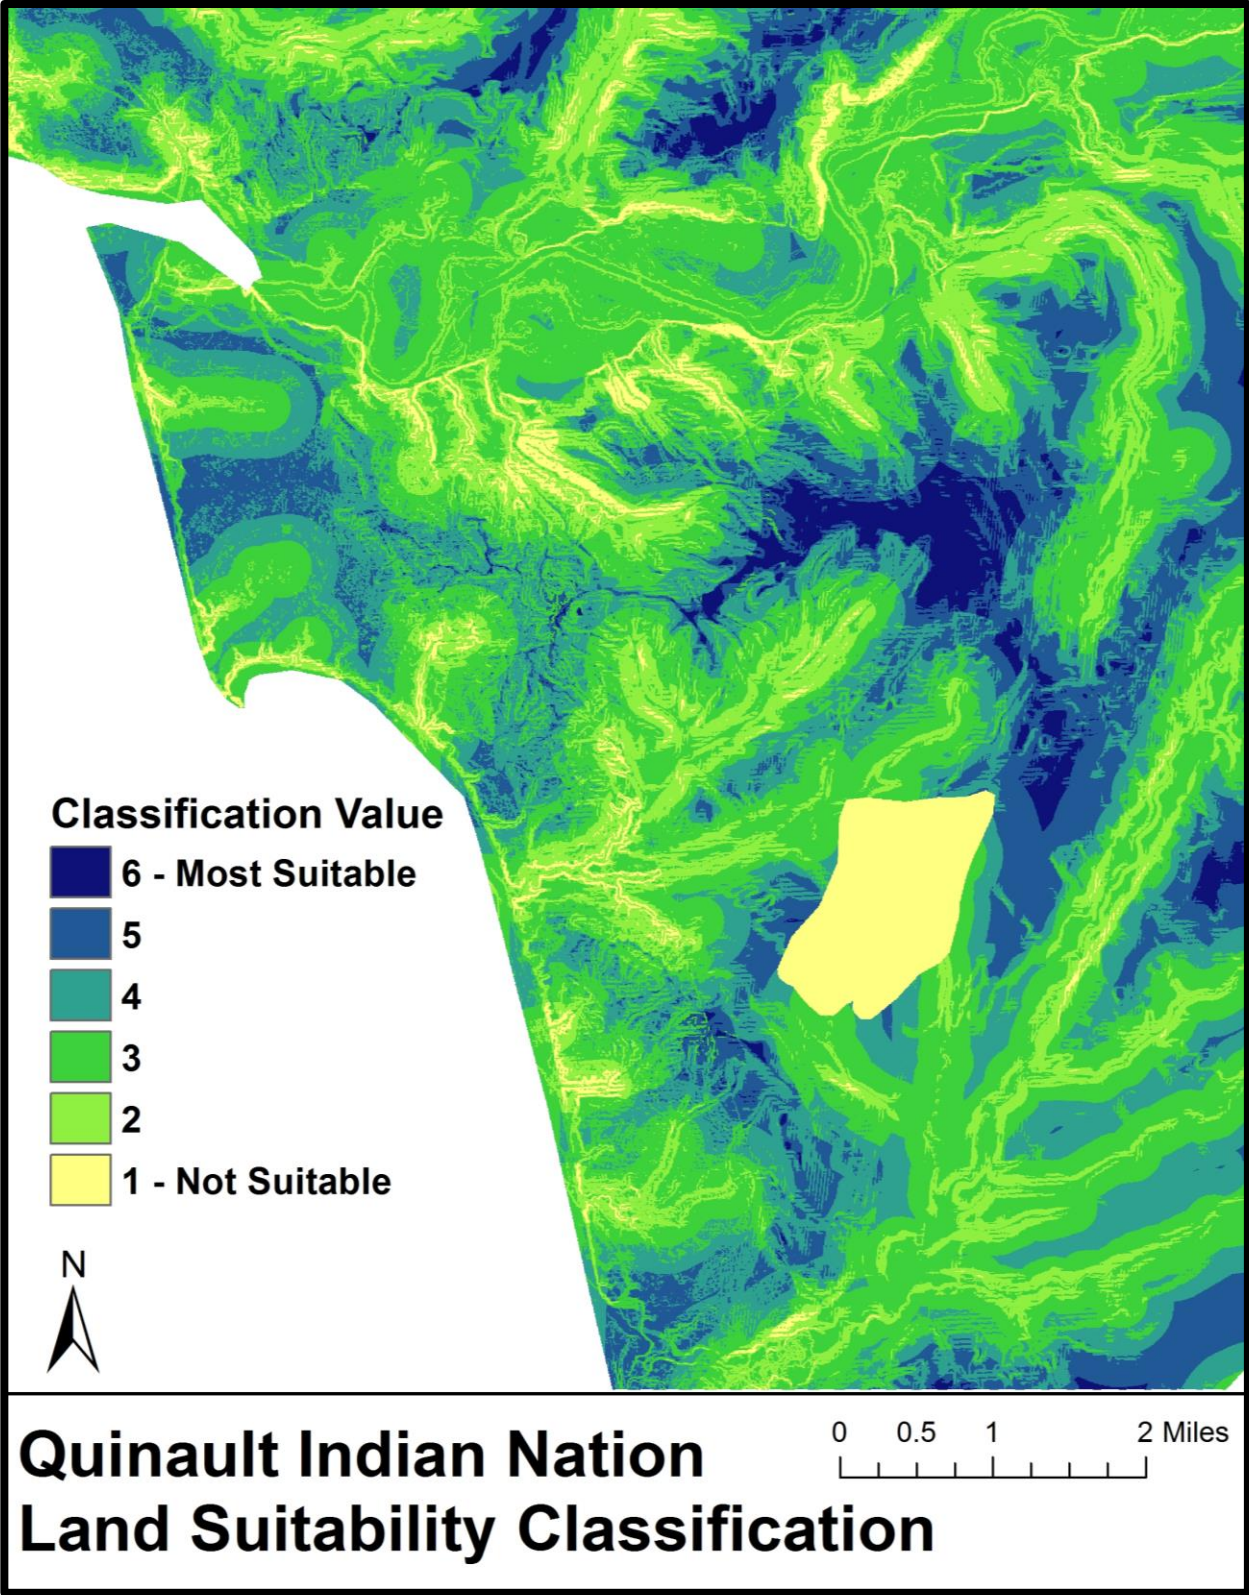 Classification Value
6 - Most Suitable
5
4
3
2
1 - Not Suitable
N
Quinault Indian Nation
Land Suitability Classification
0 0.5 1 2 Miles